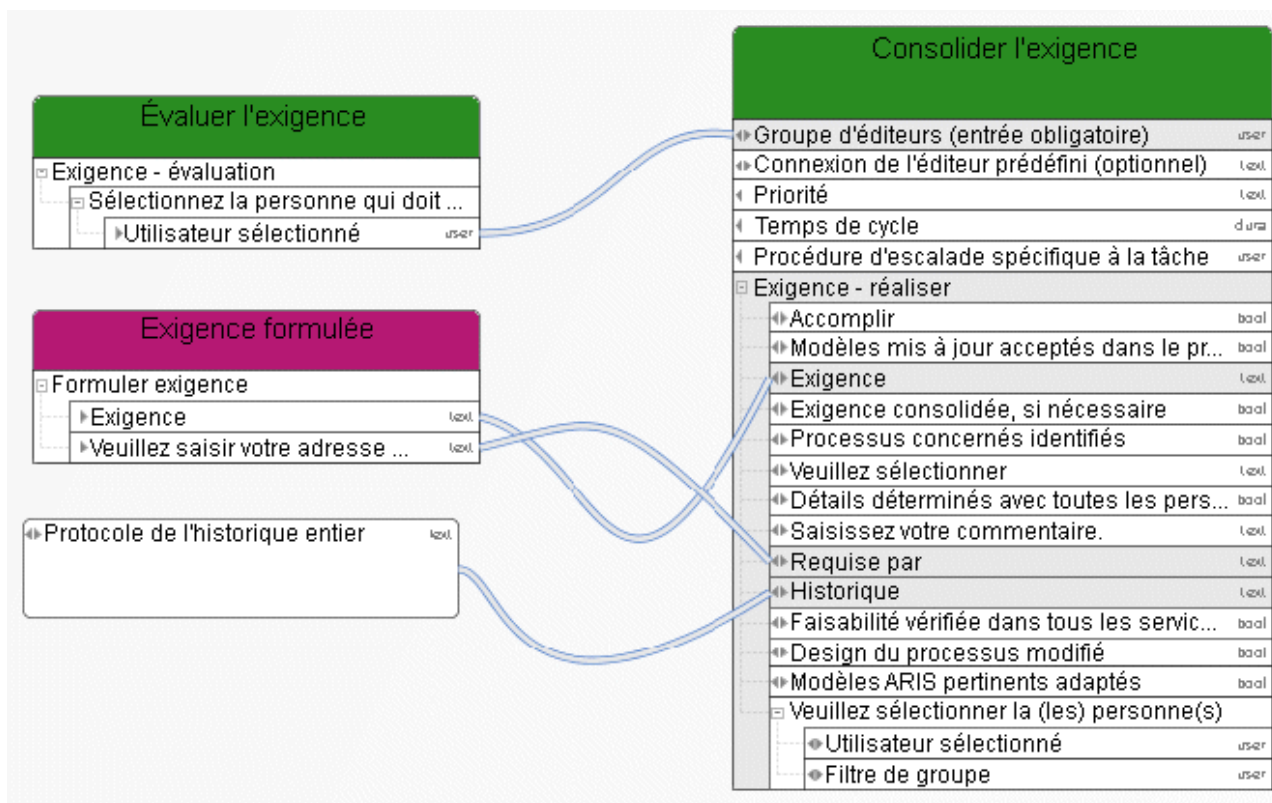 Évaluer l'exigence
Exigence - évaluation
Sélectionnez la personne qui doit ...
Utilisateur sélectionné user
Exigence formulée
Formuler exigence
Exigence text
Veuillez saisir votre adresse ... text
Protocole de l'historique entier text
Consolider l'exigence
Groupe d'éditeurs (entrée obligatoire) user
Connexion de l'éditeur prédéfini (optionnel) text
Priorité text
Temps de cycle dura
Procédure d'escalade spécifique à la tâche user
Exigence - réaliser
Accomplir bool
Modèles mis à jour acceptés dans le pr... bool
Exigence text
Exigence consolidée, si nécessaire bool
Processus concernés identifiés bool
Veuillez sélectionner text
Détails déterminés avec toutes les pers... bool
Saisissez votre commentaire. text
Requise par text
Historique text
Faisabilité vérifiée dans tous les servic... bool
Design du processus modifié bool
Modèles ARIS pertinents adaptés bool
Veuillez sélectionner la (les) personne(s)
Utilisateur sélectionné user
Filtre de groupe user